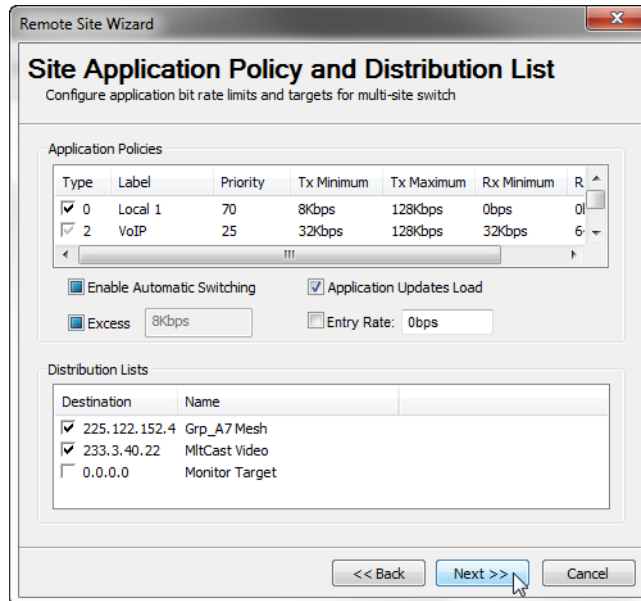 Remote Site Wizard
Site Application Policy and Distribution List
Configure application bit rate limits and targets for multi-site switch
Application Policies
Type Label Priority Tx Minimum Tx Maximum Rx Minimum R
0 Local 1 70 8Kbps 128Kbps 0bps
2 VoIP 25 32Kbps 128Kbps 32Kbps
Enable Automatic Switching Application Updates Load
Excess 8Kbps Entry Rate: 0bps
Distribution Lists
Destination Name
225.122.152.4 Grp_A7 Mesh
233.3.40.22 MltCast Video
0.0.0.0 Monitor Target
<< Back Next >> Cancel